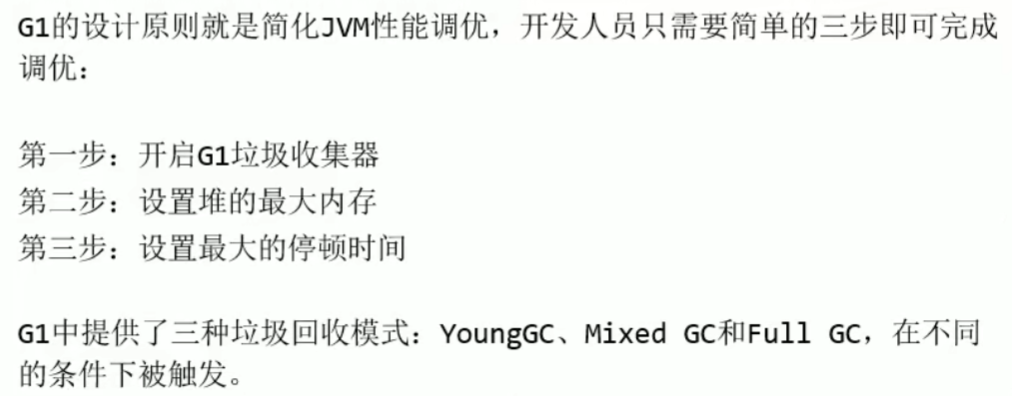 G1的设计原则就是简化JVM性能调优，开发人员只需要简单的三步即可完成
调优：
第一步：开启G1垃圾收集器
第二步：设置堆的最大内存
第三步：设置最大的停顿时间
G1中提供了三种垃圾回收模式：YoungGC、Mixed GC和Full GC，在不同
的条件下被触发。